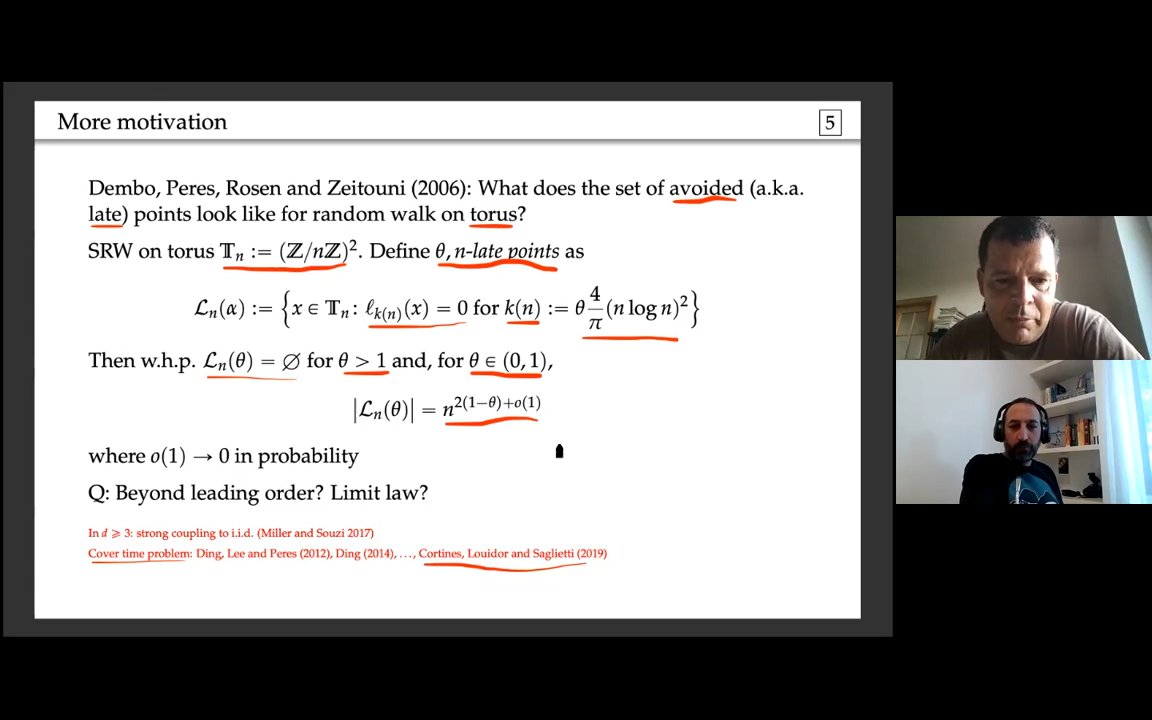 More motivation
5
Dembo, Peres, Rosen and Zeitouni (2006): What does the set of avoided (a.k.a.
late) points look like for random walk on torus?
SRW on torus 𝕋ₙ := (ℤ/nℤ)². Define θ, n-late points as
ℒₙ(α) := {x ∈ 𝕋ₙ : ℓ_{k(n)}(x) = 0 for k(n) := θ 4/π (n log n)²}
Then w.h.p. ℒₙ(θ) = ∅ for θ > 1 and, for θ ∈ (0, 1),
|ℒₙ(θ)| = n^{2(1−θ)+o(1)}
where o(1) → 0 in probability
Q: Beyond leading order? Limit law?
In d ⩾ 3: strong coupling to i.i.d. (Miller and Souzi 2017)
Cover time problem: Ding, Lee and Peres (2012), Ding (2014), . . . , Cortines, Louidor and Saglietti (2019)